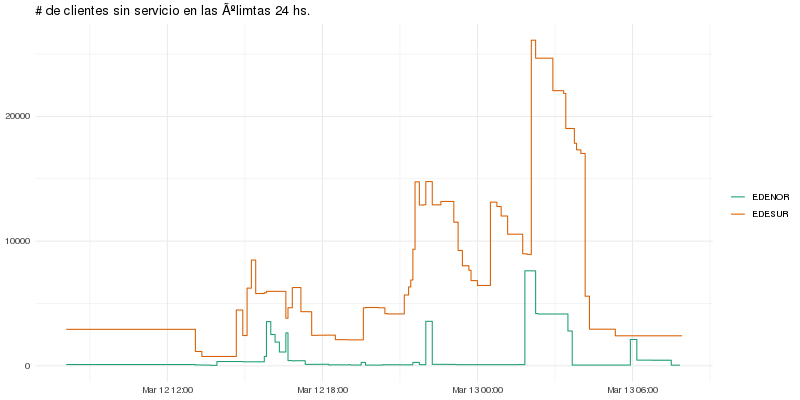 # de clientes sin servicio en las Ãºlimtas 24 hs.
20000
10000
0
Mar 12 12:00 Mar 12 18:00 Mar 13 00:00 Mar 13 06:00
EDENOR
EDESUR